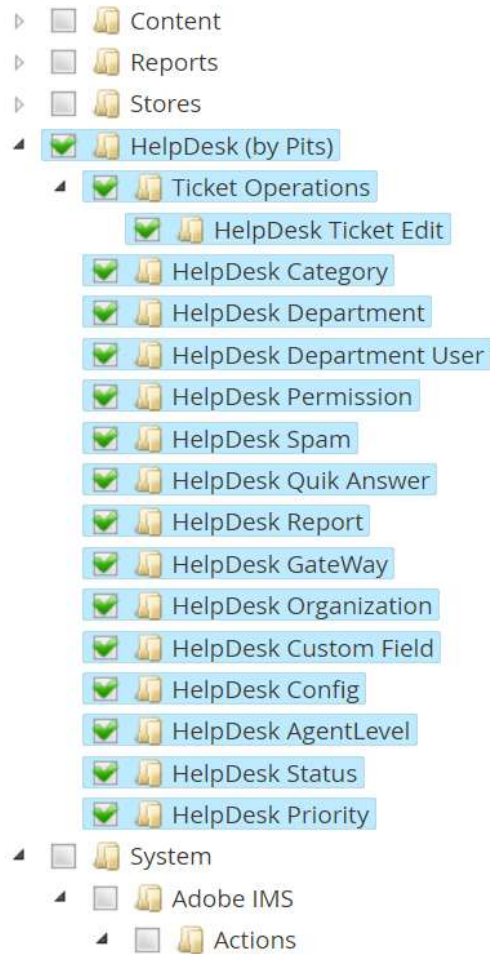 Content
Reports
Stores
HelpDesk (by Pits)
Ticket Operations
HelpDesk Ticket Edit
HelpDesk Category
HelpDesk Department
HelpDesk Department User
HelpDesk Permission
HelpDesk Spam
HelpDesk Quik Answer
HelpDesk Report
HelpDesk GateWay
HelpDesk Organization
HelpDesk Custom Field
HelpDesk Config
HelpDesk AgentLevel
HelpDesk Status
HelpDesk Priority
System
Adobe IMS
Actions